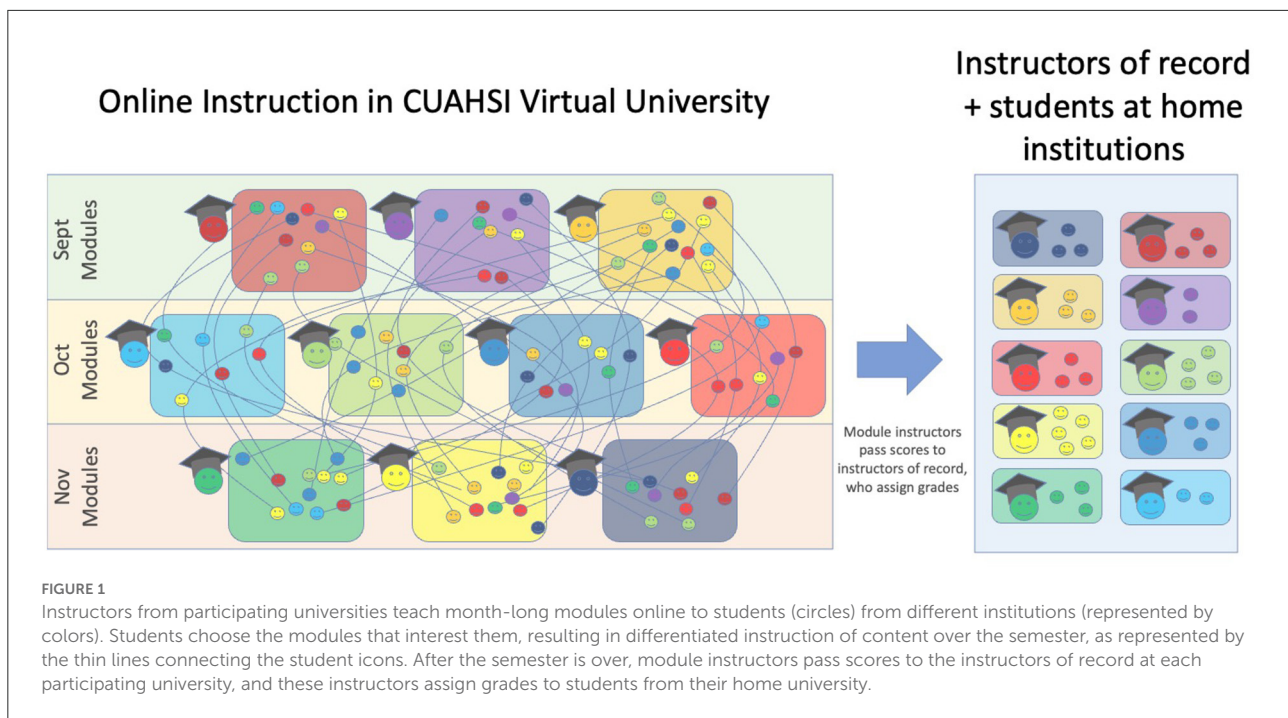 Online Instruction in CUAHSI Virtual University
Instructors of record
+ students at home
institutions
Sept
Modules
Oct
Modules
Nov
Modules
Module instructors
pass scores to
instructors of record,
who assign grades
FIGURE 1
Instructors from participating universities teach month-long modules online to students (circles) from different institutions (represented by
colors). Students choose the modules that interest them, resulting in differentiated instruction of content over the semester, as represented by
the thin lines connecting the student icons. After the semester is over, module instructors pass scores to the instructors of record at each
participating university, and these instructors assign grades to students from their home university.